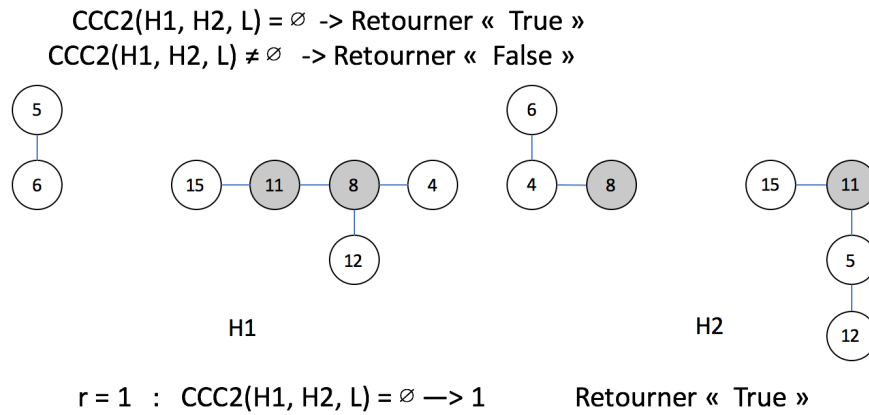 CCC2(H1, H2, L) = ∅ -> Retourner « True »
CCC2(H1, H2, L) ≠ ∅ -> Retourner « False »
5
6
6
15
11
8
4
4
8
15
11
12
5
12
H1
H2
r = 1 : CCC2(H1, H2, L) = ∅ —> 1
Retourner « True »